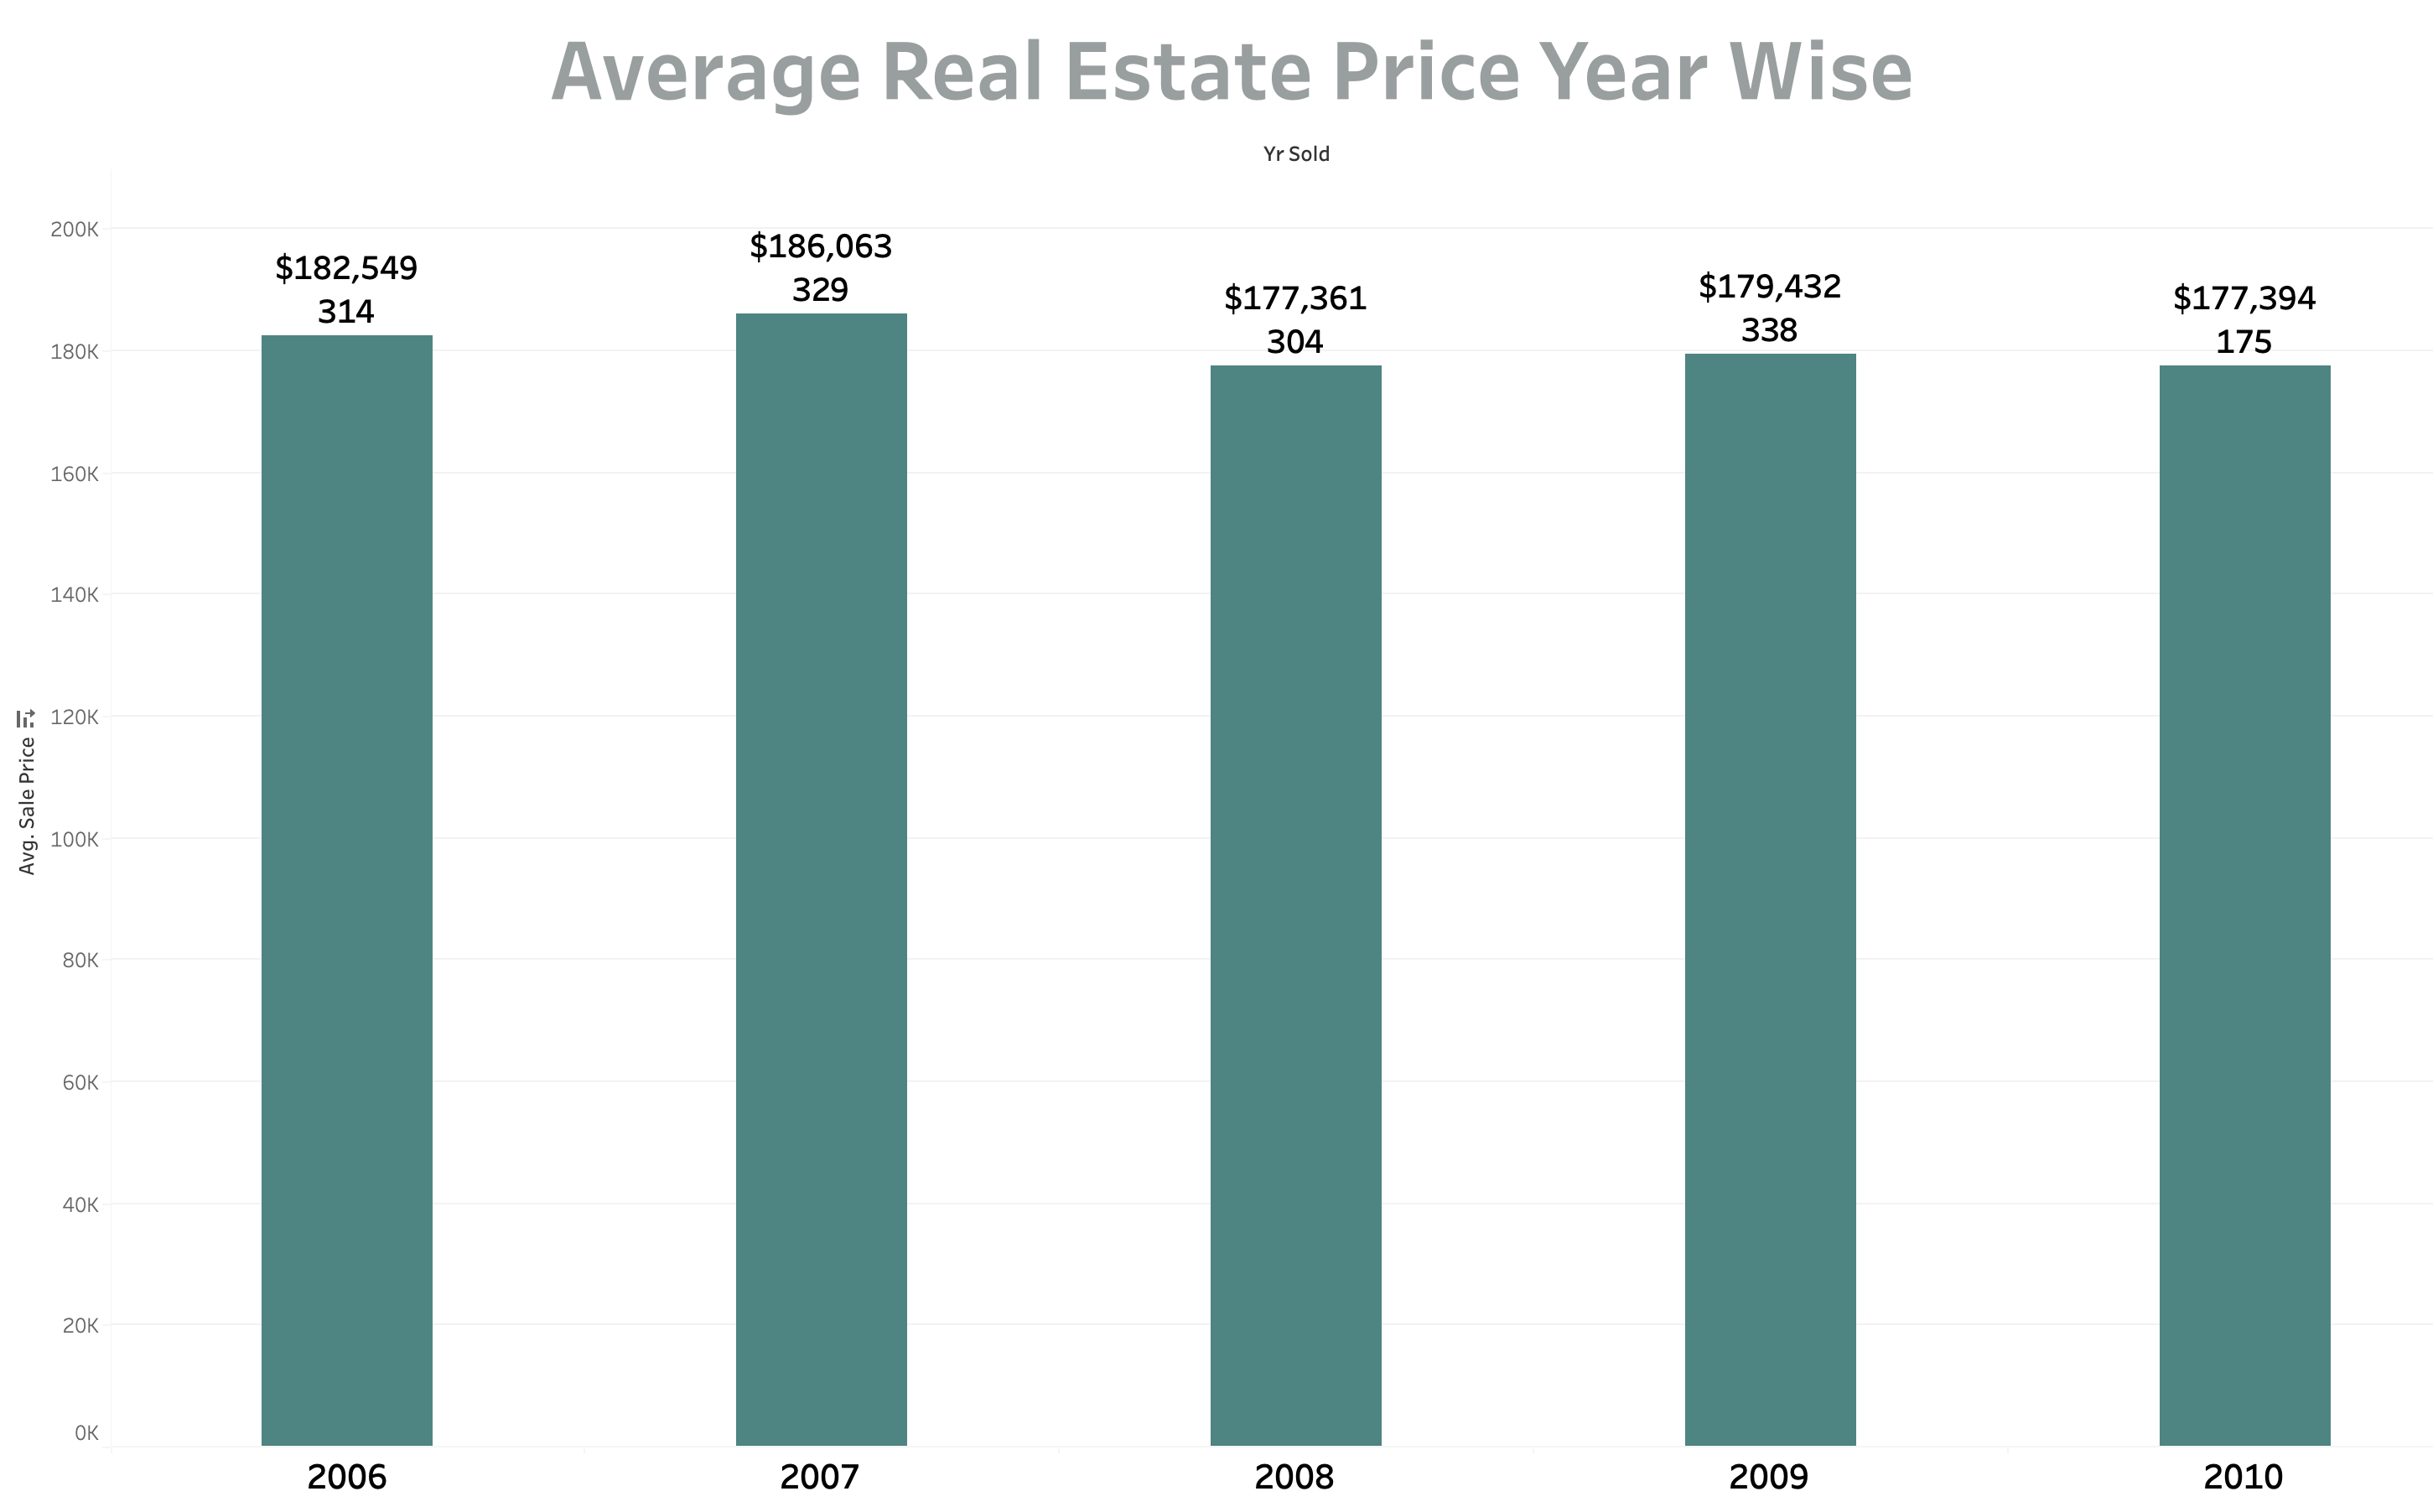 Average Real Estate Price Year Wise
Yr Sold
Avg. Sale Price
200K
180K
160K
140K
120K
100K
80K
60K
40K
20K
0K
$182,549
314
$186,063
329
$177,361
304
$179,432
338
$177,394
175
2006
2007
2008
2009
2010